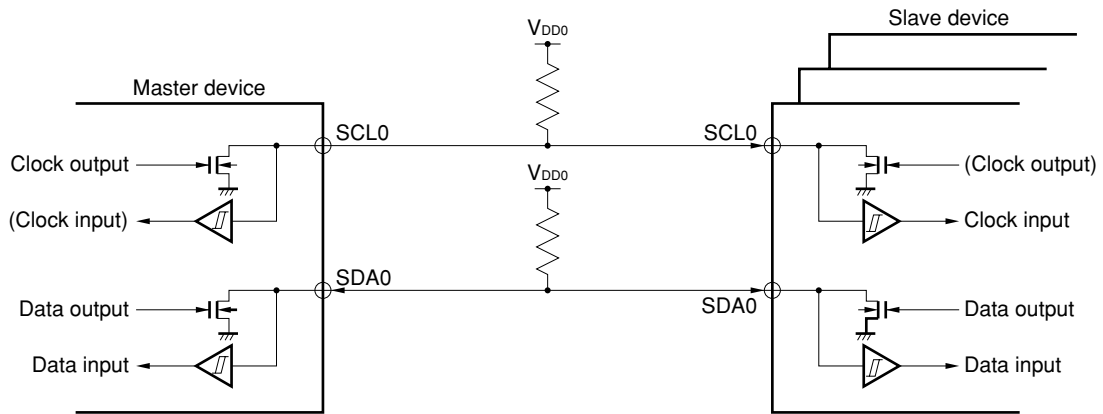 Slave device
VDD0
Master device
SCL0
SCL0
Clock output
(Clock output)
VDD0
(Clock input)
Clock input
SDA0
SDA0
Data output
Data output
Data input
Data input